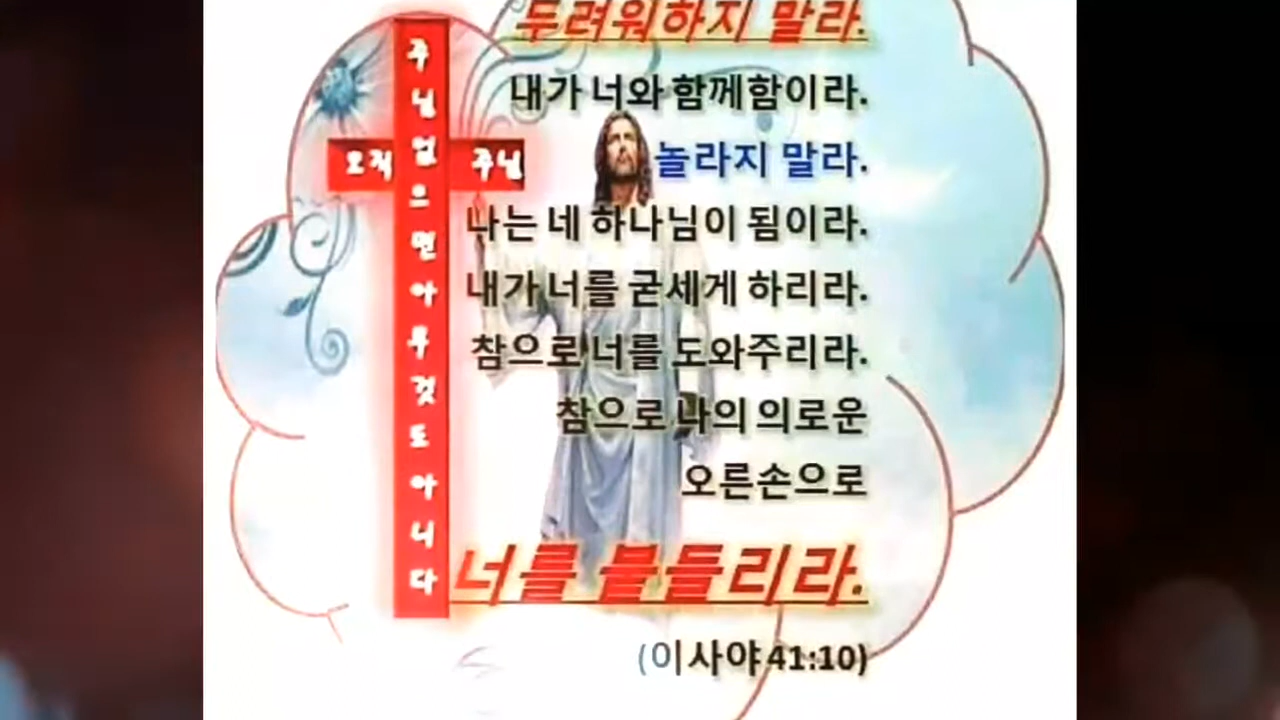 두려워하지 말라.
내가 너와 함께함이라.
놀라지 말라.
나는 네 하나님이 됨이라.
내가 너를 굳세게 하리라.
참으로 너를 도와주리라.
참으로 나의 의로운
오른손으로
너를 붙들리라.
(이사야 41:10)
주님없으면아무것도아니다
오직 주님